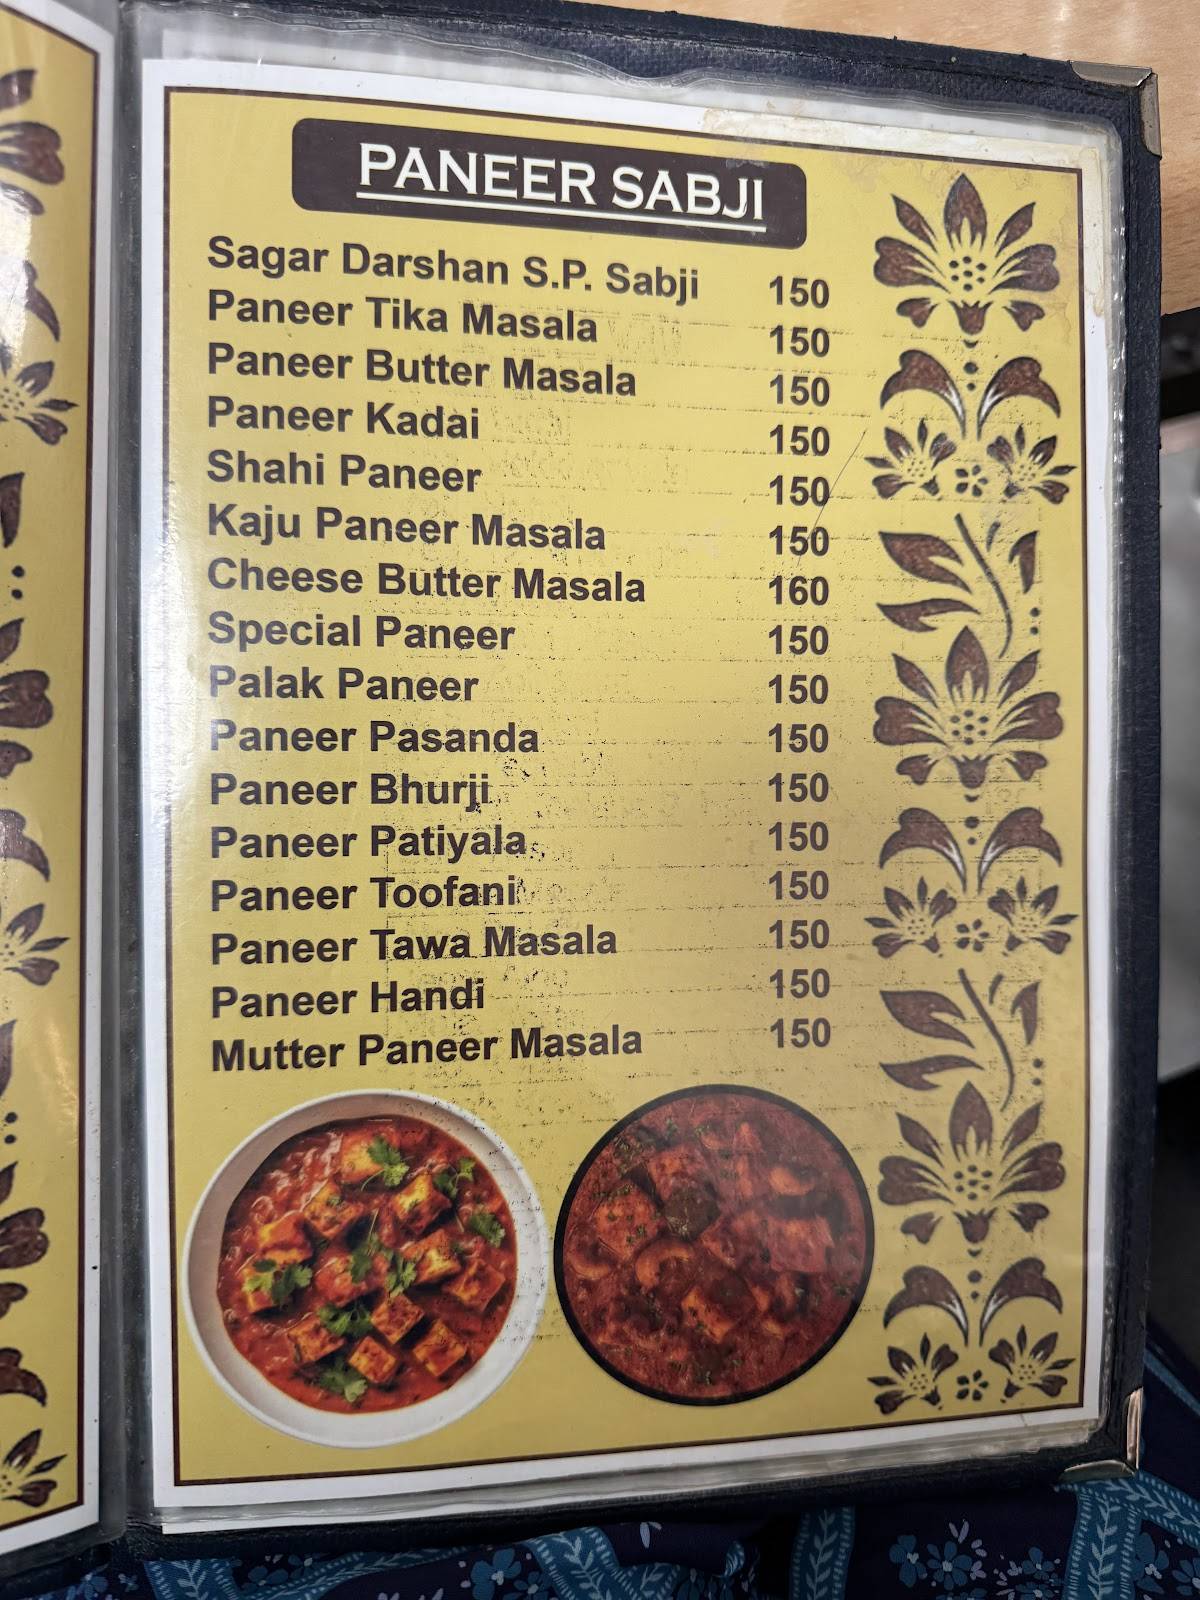 PANEER SABJI
Sagar Darshan S.P. Sabji 150
Paneer Tika Masala 150
Paneer Butter Masala 150
Paneer Kadai 150
Shahi Paneer 150
Kaju Paneer Masala 150
Cheese Butter Masala 160
Special Paneer 150
Palak Paneer 150
Paneer Pasanda 150
Paneer Bhurji 150
Paneer Patiyala 150
Paneer Toofani 150
Paneer Tawa Masala 150
Paneer Handi 150
Mutter Paneer Masala 150